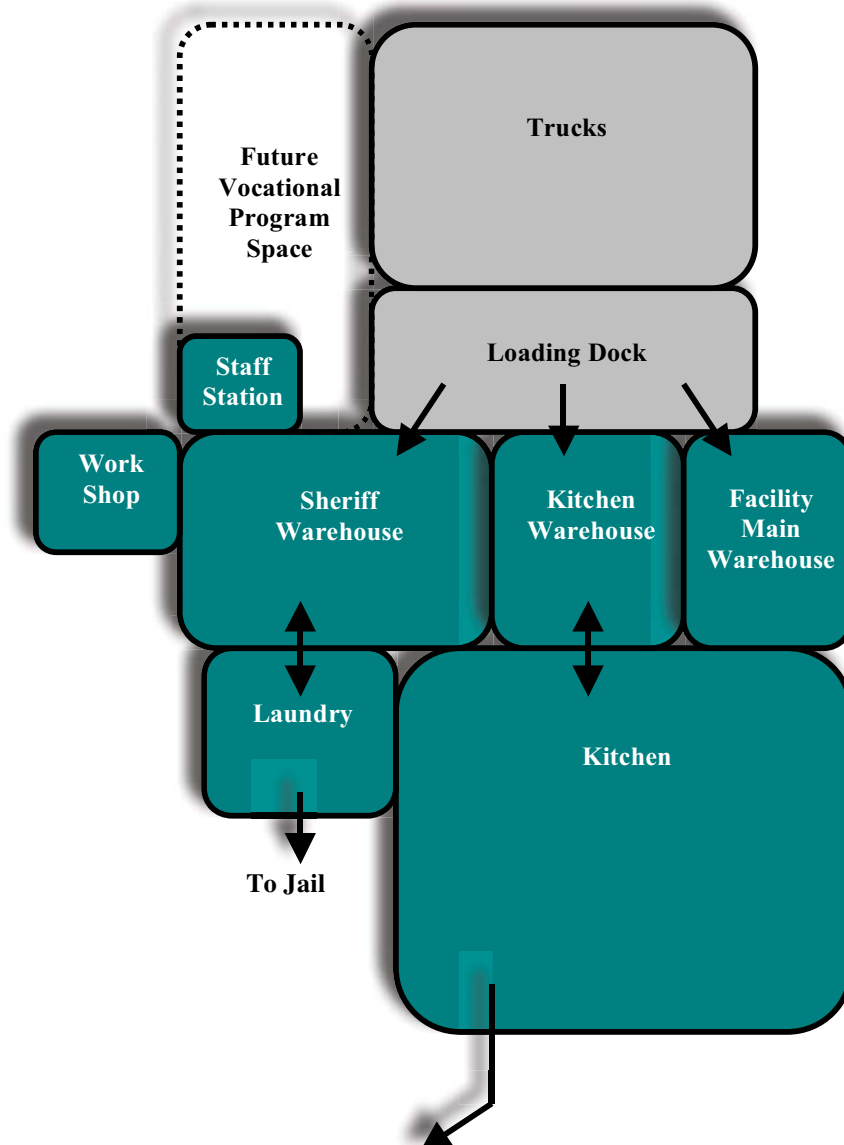 Trucks
Future
Vocational
Program
Space
Loading Dock
Staff
Station
Work
Shop
Sheriff
Warehouse
Kitchen
Warehouse
Facility
Main
Warehouse
Laundry
Kitchen
To Jail